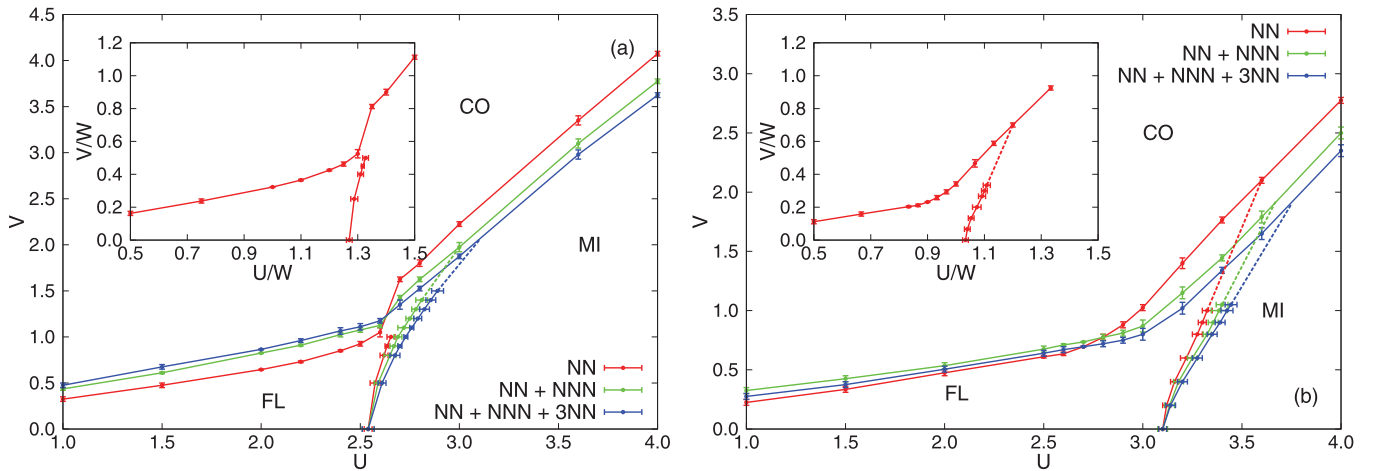 4.5
4.0
3.5
3.0
2.5
2.0
1.5
1.0
0.5
0.0
V
1.0 1.5 2.0 2.5 3.0 3.5 4.0
U
(a)
CO
MI
FL
NN
NN + NNN
NN + NNN + 3NN
1.2
1.0
0.8
0.6
0.4
0.2
0.0
V/W
0.5 0.7 0.9 1.1 1.3 1.5
U/W
3.5
3.0
2.5
2.0
1.5
1.0
0.5
0.0
V
1.0 1.5 2.0 2.5 3.0 3.5 4.0
U
NN
NN + NNN
NN + NNN + 3NN
CO
MI
FL
(b)
1.2
1.0
0.8
0.6
0.4
0.2
0.0
V/W
0.5 0.7 0.9 1.1 1.3 1.5
U/W